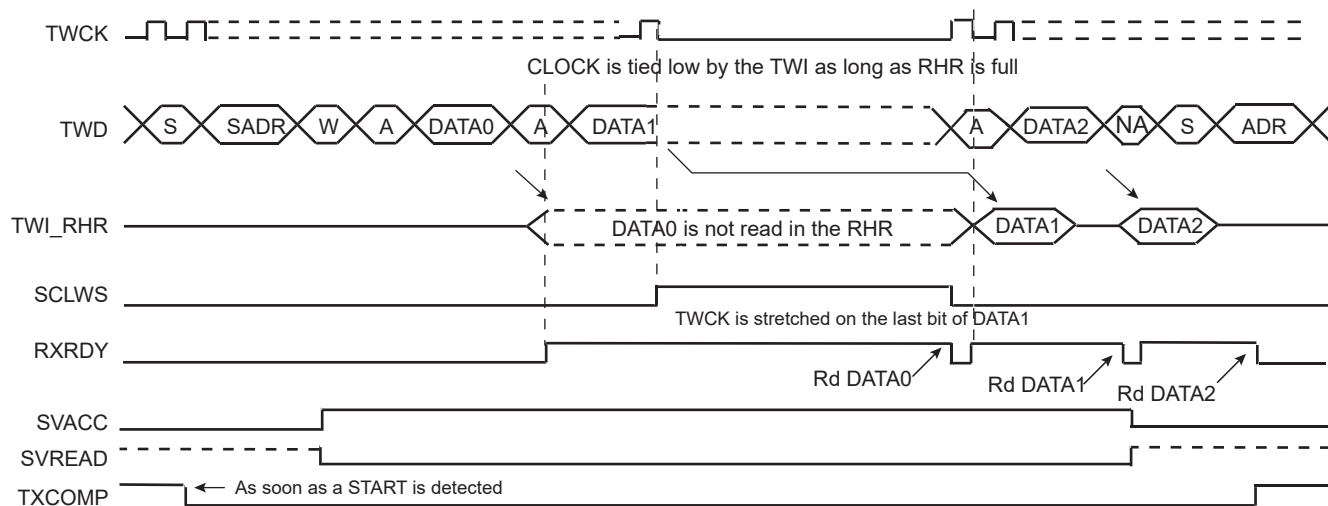 TWCK
CLOCK is tied low by the TWI as long as RHR is full
TWD S SADR W A DATA0 A DATA1 A DATA2 NA S ADR
TWI_RHR DATA0 is not read in the RHR DATA1 DATA2
SCLWS
TWCK is stretched on the last bit of DATA1
RXRDY
Rd DATA0 Rd DATA1 Rd DATA2
SVACC
SVREAD
TXCOMP As soon as a START is detected